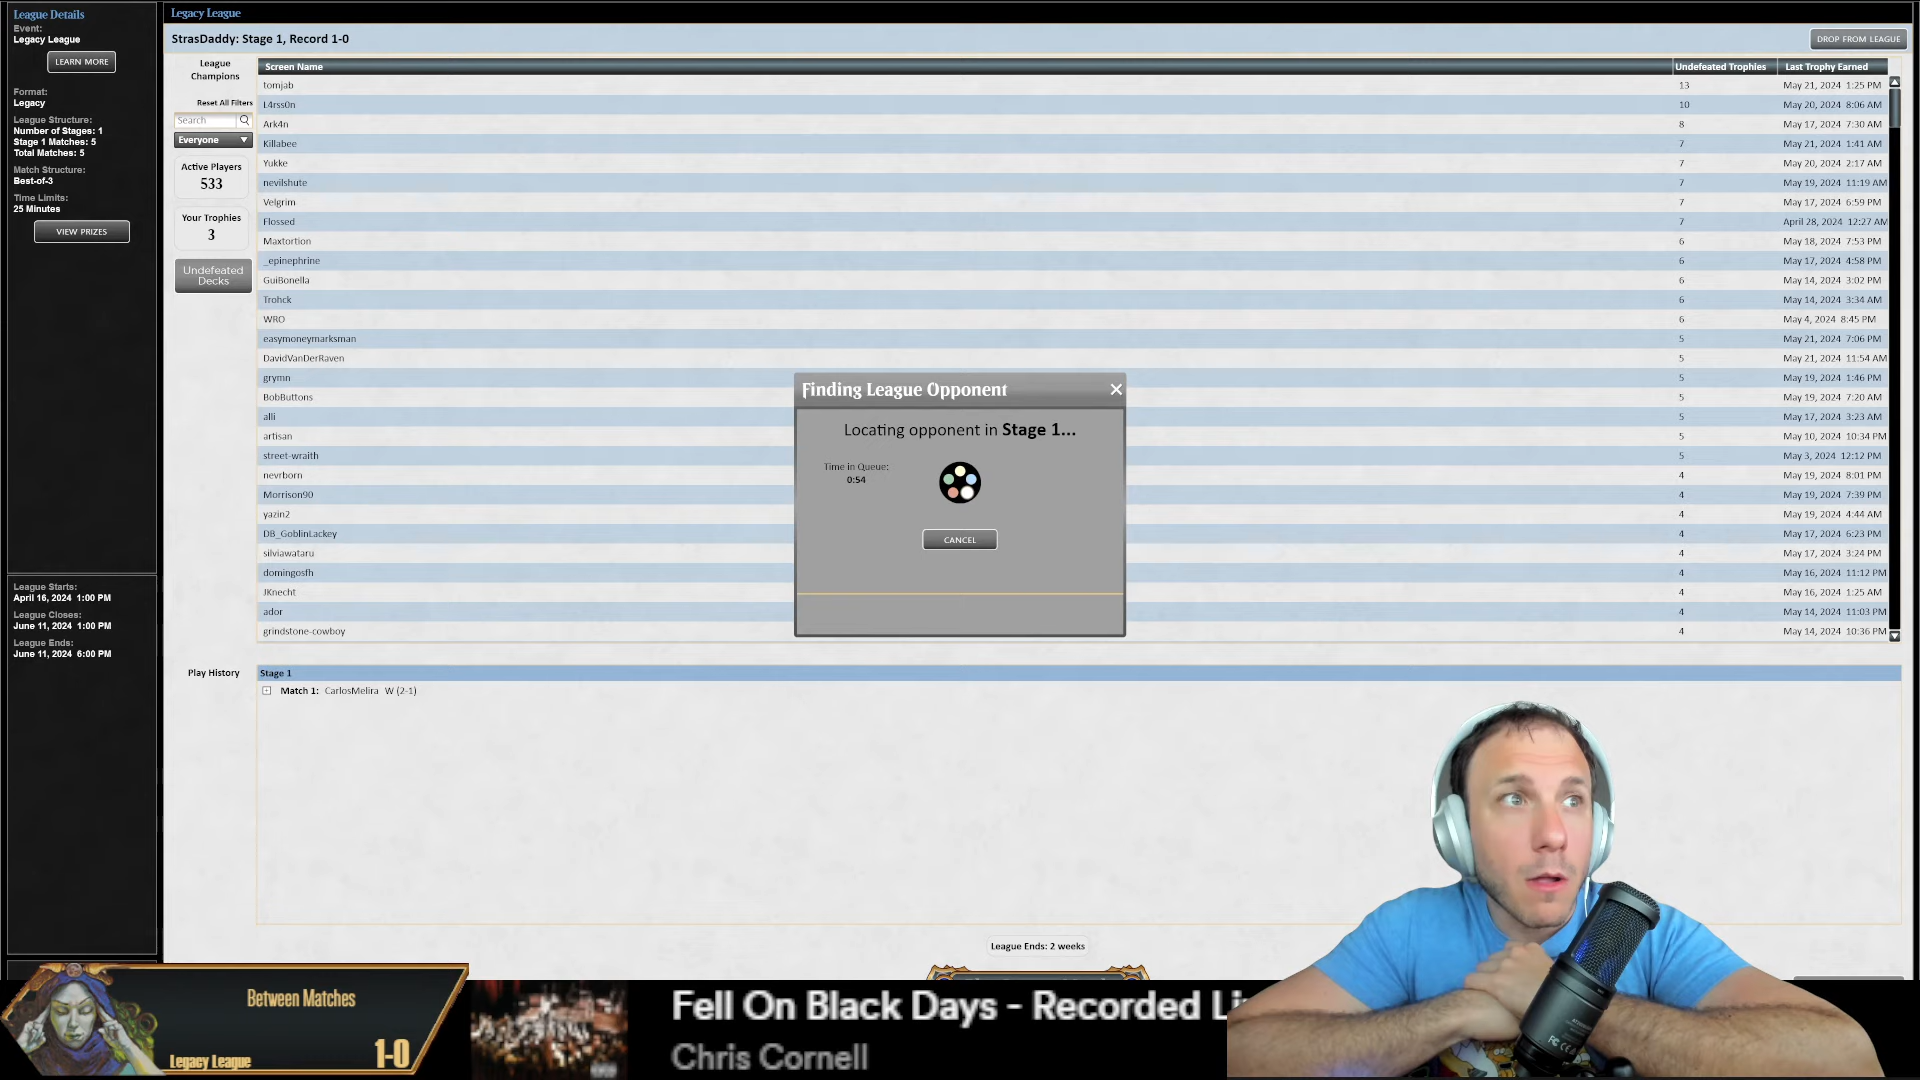 League Details
Event:
Legacy League
LEARN MORE
Format:
Legacy
League Structure:
Number of Stages: 1
Stage 1 Matches: 5
Total Matches: 5
Match Structure:
Best-of-3
Time Limits:
25 Minutes
VIEW PRIZES
League Starts:
April 16, 2024 1:00 PM
League Closes:
June 11, 2024 1:00 PM
League Ends:
June 11, 2024 6:00 PM
Legacy League
StrasDaddy: Stage 1, Record 1-0
DROP FROM LEAGUE
League
Champions
Reset All Filters
Search
Everyone
Active Players
533
Your Trophies
3
Undefeated
Decks
Screen Name Undefeated Trophies Last Trophy Earned
tomjab 13 May 21, 2024 1:25 PM
L4rss0n 10 May 20, 2024 8:06 AM
Ark4n 8 May 17, 2024 7:30 AM
Killabee 7 May 21, 2024 1:41 AM
Yukke 7 May 20, 2024 2:17 AM
nevilshute 7 May 19, 2024 11:19 AM
Velgrim 7 May 17, 2024 6:59 PM
Flossed 7 April 28, 2024 12:27 AM
Maxtortion 6 May 18, 2024 7:53 PM
_epinephrine 6 May 17, 2024 4:58 PM
GuiBonella 6 May 14, 2024 3:02 PM
Trohck 6 May 14, 2024 3:34 AM
WRO 6 May 4, 2024 8:45 PM
easymoneymarksman 5 May 21, 2024 7:06 PM
DavidVanDerRaven 5 May 21, 2024 11:54 AM
grymn 5 May 19, 2024 1:46 PM
BobButtons 5 May 19, 2024 7:20 AM
alli 5 May 17, 2024 3:23 AM
artisan 5 May 10, 2024 10:34 PM
street-wraith 5 May 3, 2024 12:12 PM
nevrborn 4 May 19, 2024 8:01 PM
Morrison90 4 May 19, 2024 7:39 PM
yazin2 4 May 19, 2024 4:44 AM
DB_GoblinLackey 4 May 17, 2024 6:23 PM
silviawataru 4 May 17, 2024 3:24 PM
domingosfh 4 May 16, 2024 11:12 PM
JKnecht 4 May 16, 2024 1:25 AM
ador 4 May 14, 2024 11:03 PM
grindstone-cowboy 4 May 14, 2024 10:36 PM
Finding League Opponent
Locating opponent in Stage 1...
Time in Queue:
0:54
CANCEL
Play History
Stage 1
Match 1: CarlosMelira W (2-1)
League Ends: 2 weeks
Between Matches
Legacy League
1-0
Fell On Black Days - Recorded Li
Chris Cornell